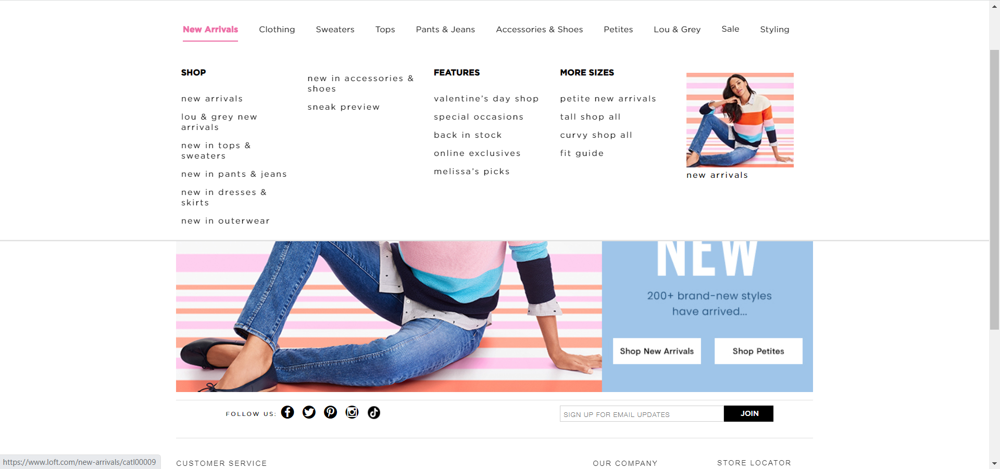 New Arrivals Clothing Sweaters Tops Pants & Jeans Accessories & Shoes Petites Lou & Grey Sale Styling
SHOP
new arrivals
lou & grey new
arrivals
new in tops &
sweaters
new in pants & jeans
new in dresses &
skirts
new in outerwear
new in accessories &
shoes
sneak preview
FEATURES
valentine's day shop
special occasions
back in stock
online exclusives
melissa's picks
MORE SIZES
petite new arrivals
tall shop all
curvy shop all
fit guide
new arrivals
NEW
200+ brand-new styles
have arrived...
Shop New Arrivals Shop Petites
FOLLOW US:
SIGN UP FOR EMAIL UPDATES JOIN
CUSTOMER SERVICE OUR COMPANY STORE LOCATOR
https://www.loft.com/new-arrivals/catl00009